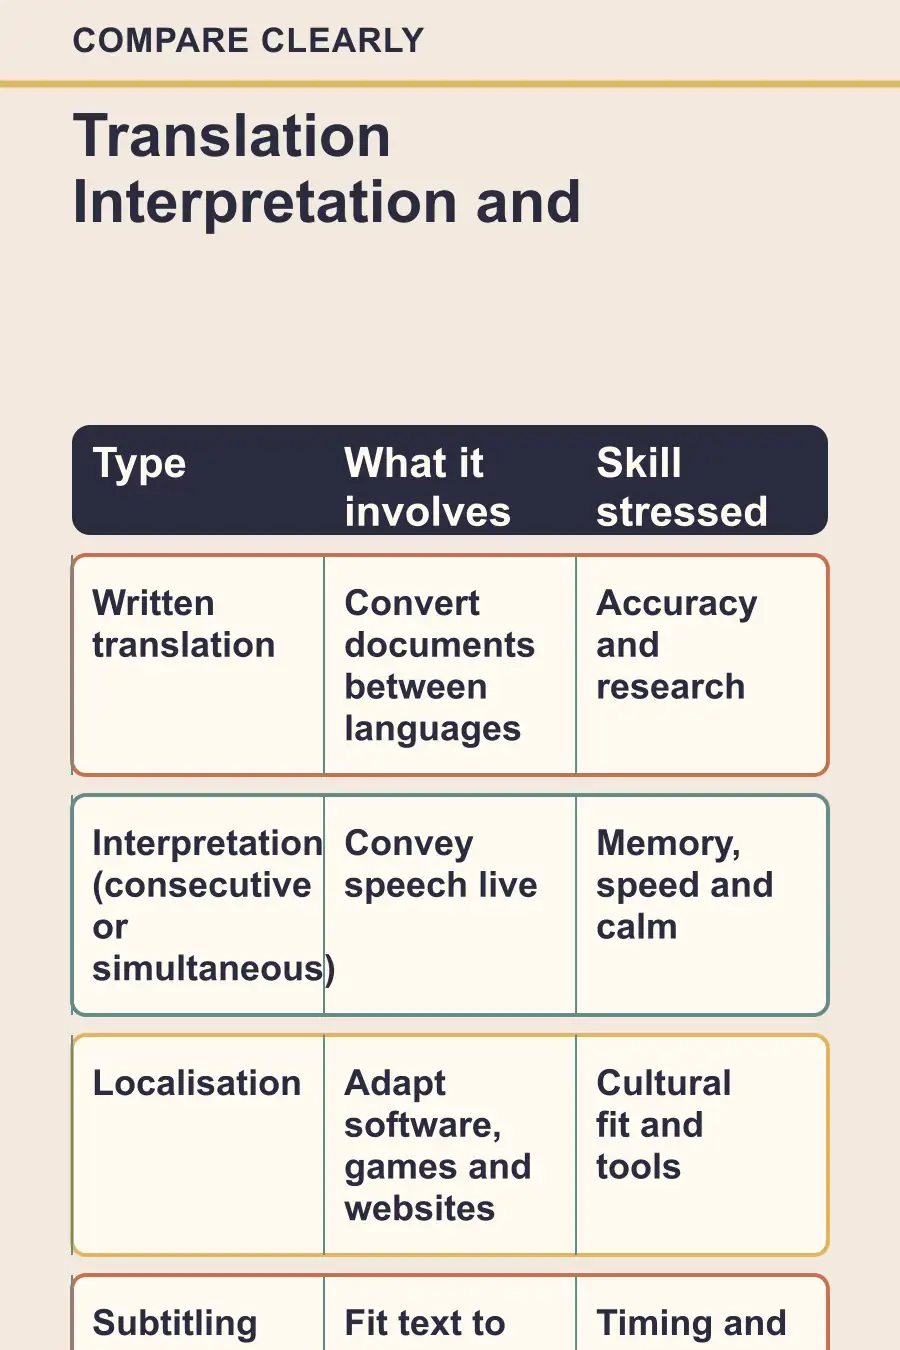 COMPARE CLEARLY
Translation
Interpretation and
Type
What it
involves
Skill
stressed
Written
translation
Convert
documents
between
languages
Accuracy
and
research
Interpretation
(consecutive
or
simultaneous)
Convey
speech live
Memory,
speed and
calm
Localisation
Adapt
software,
games and
websites
Cultural
fit and
tools
Subtitling
Fit text to
Timing and